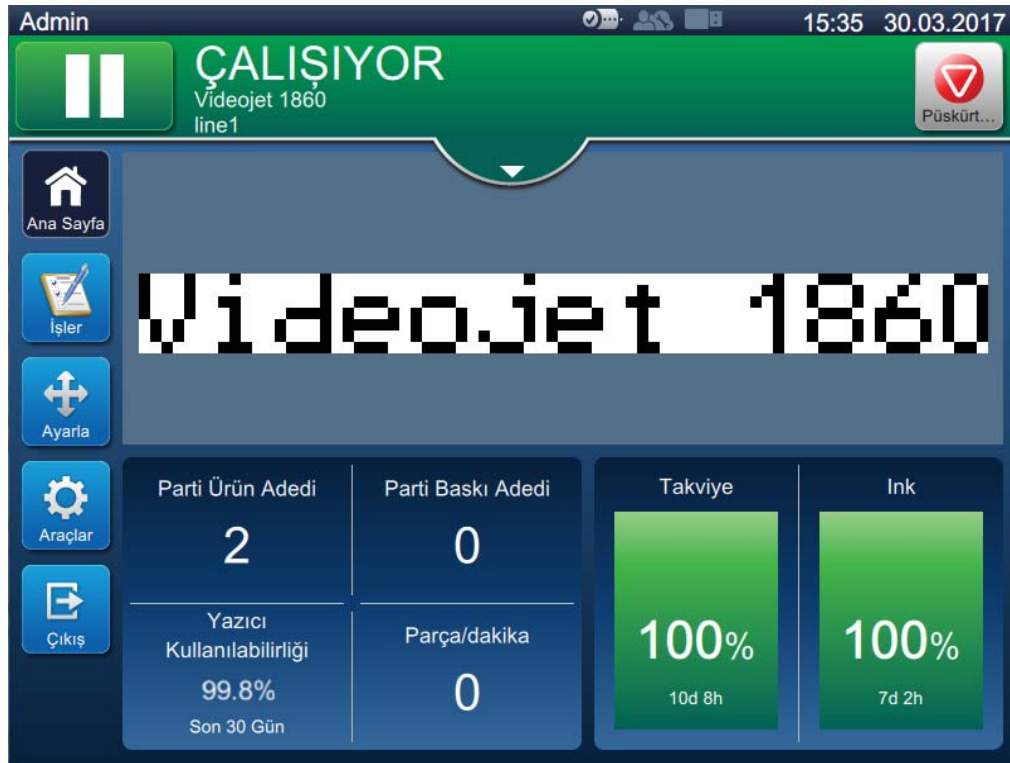 Admin
15:35 30.03.2017
ÇALIŞIYOR
Videojet 1860
line1
Püskürt...
Ana Sayfa
İşler
Ayarla
Araçlar
Çıkış
Videojet 1860
Parti Ürün Adedi
2
Parti Baskı Adedi
0
Yazıcı
Kullanılabilirliği
99.8%
Son 30 Gün
Parça/dakika
0
Takviye
100%
10d 8h
Ink
100%
7d 2h